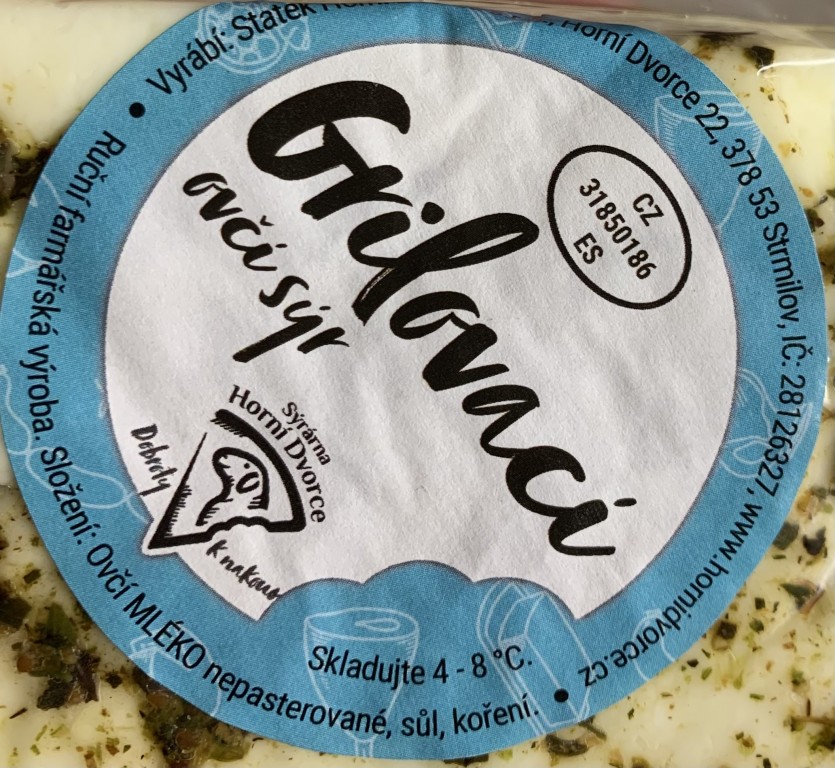 Grilovací
ovčí sýr
CZ
31850186
ES
Sýrárna
Horní Dvorce
Dobroty
Skladujte 4 - 8 °C.
• Vyrábí: Statek Horní Dvorce 22, 378 53 Strmilov, IČ: 28126327, www.hornidvorce.cz
• Ruční farmářská výroba. Složení: Ovčí MLÉKO nepasterované, sůl, koření.